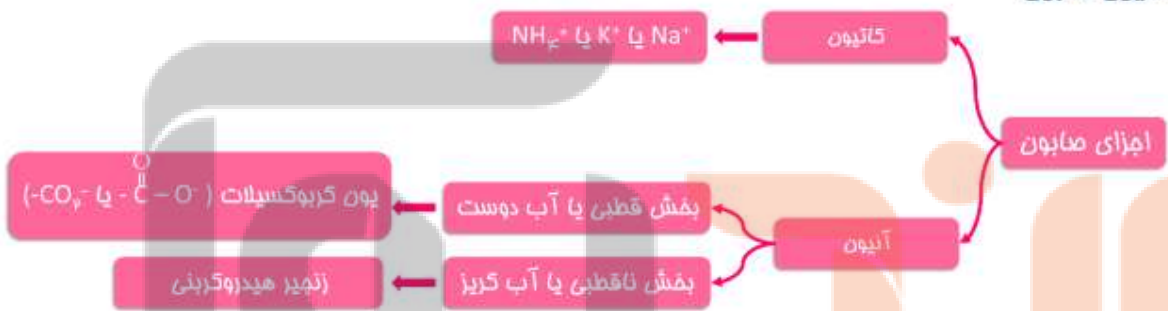 اجزای صابون
کاتیون
Na⁺ یا K⁺ یا NH₄⁺
آنیون
بخش قطبی یا آب دوست
یون کربوکسیلات ( -C(=O)-O⁻ یا -CO₂⁻)
بخش ناقطبی یا آب گریز
زنجیر هیدروکربنی